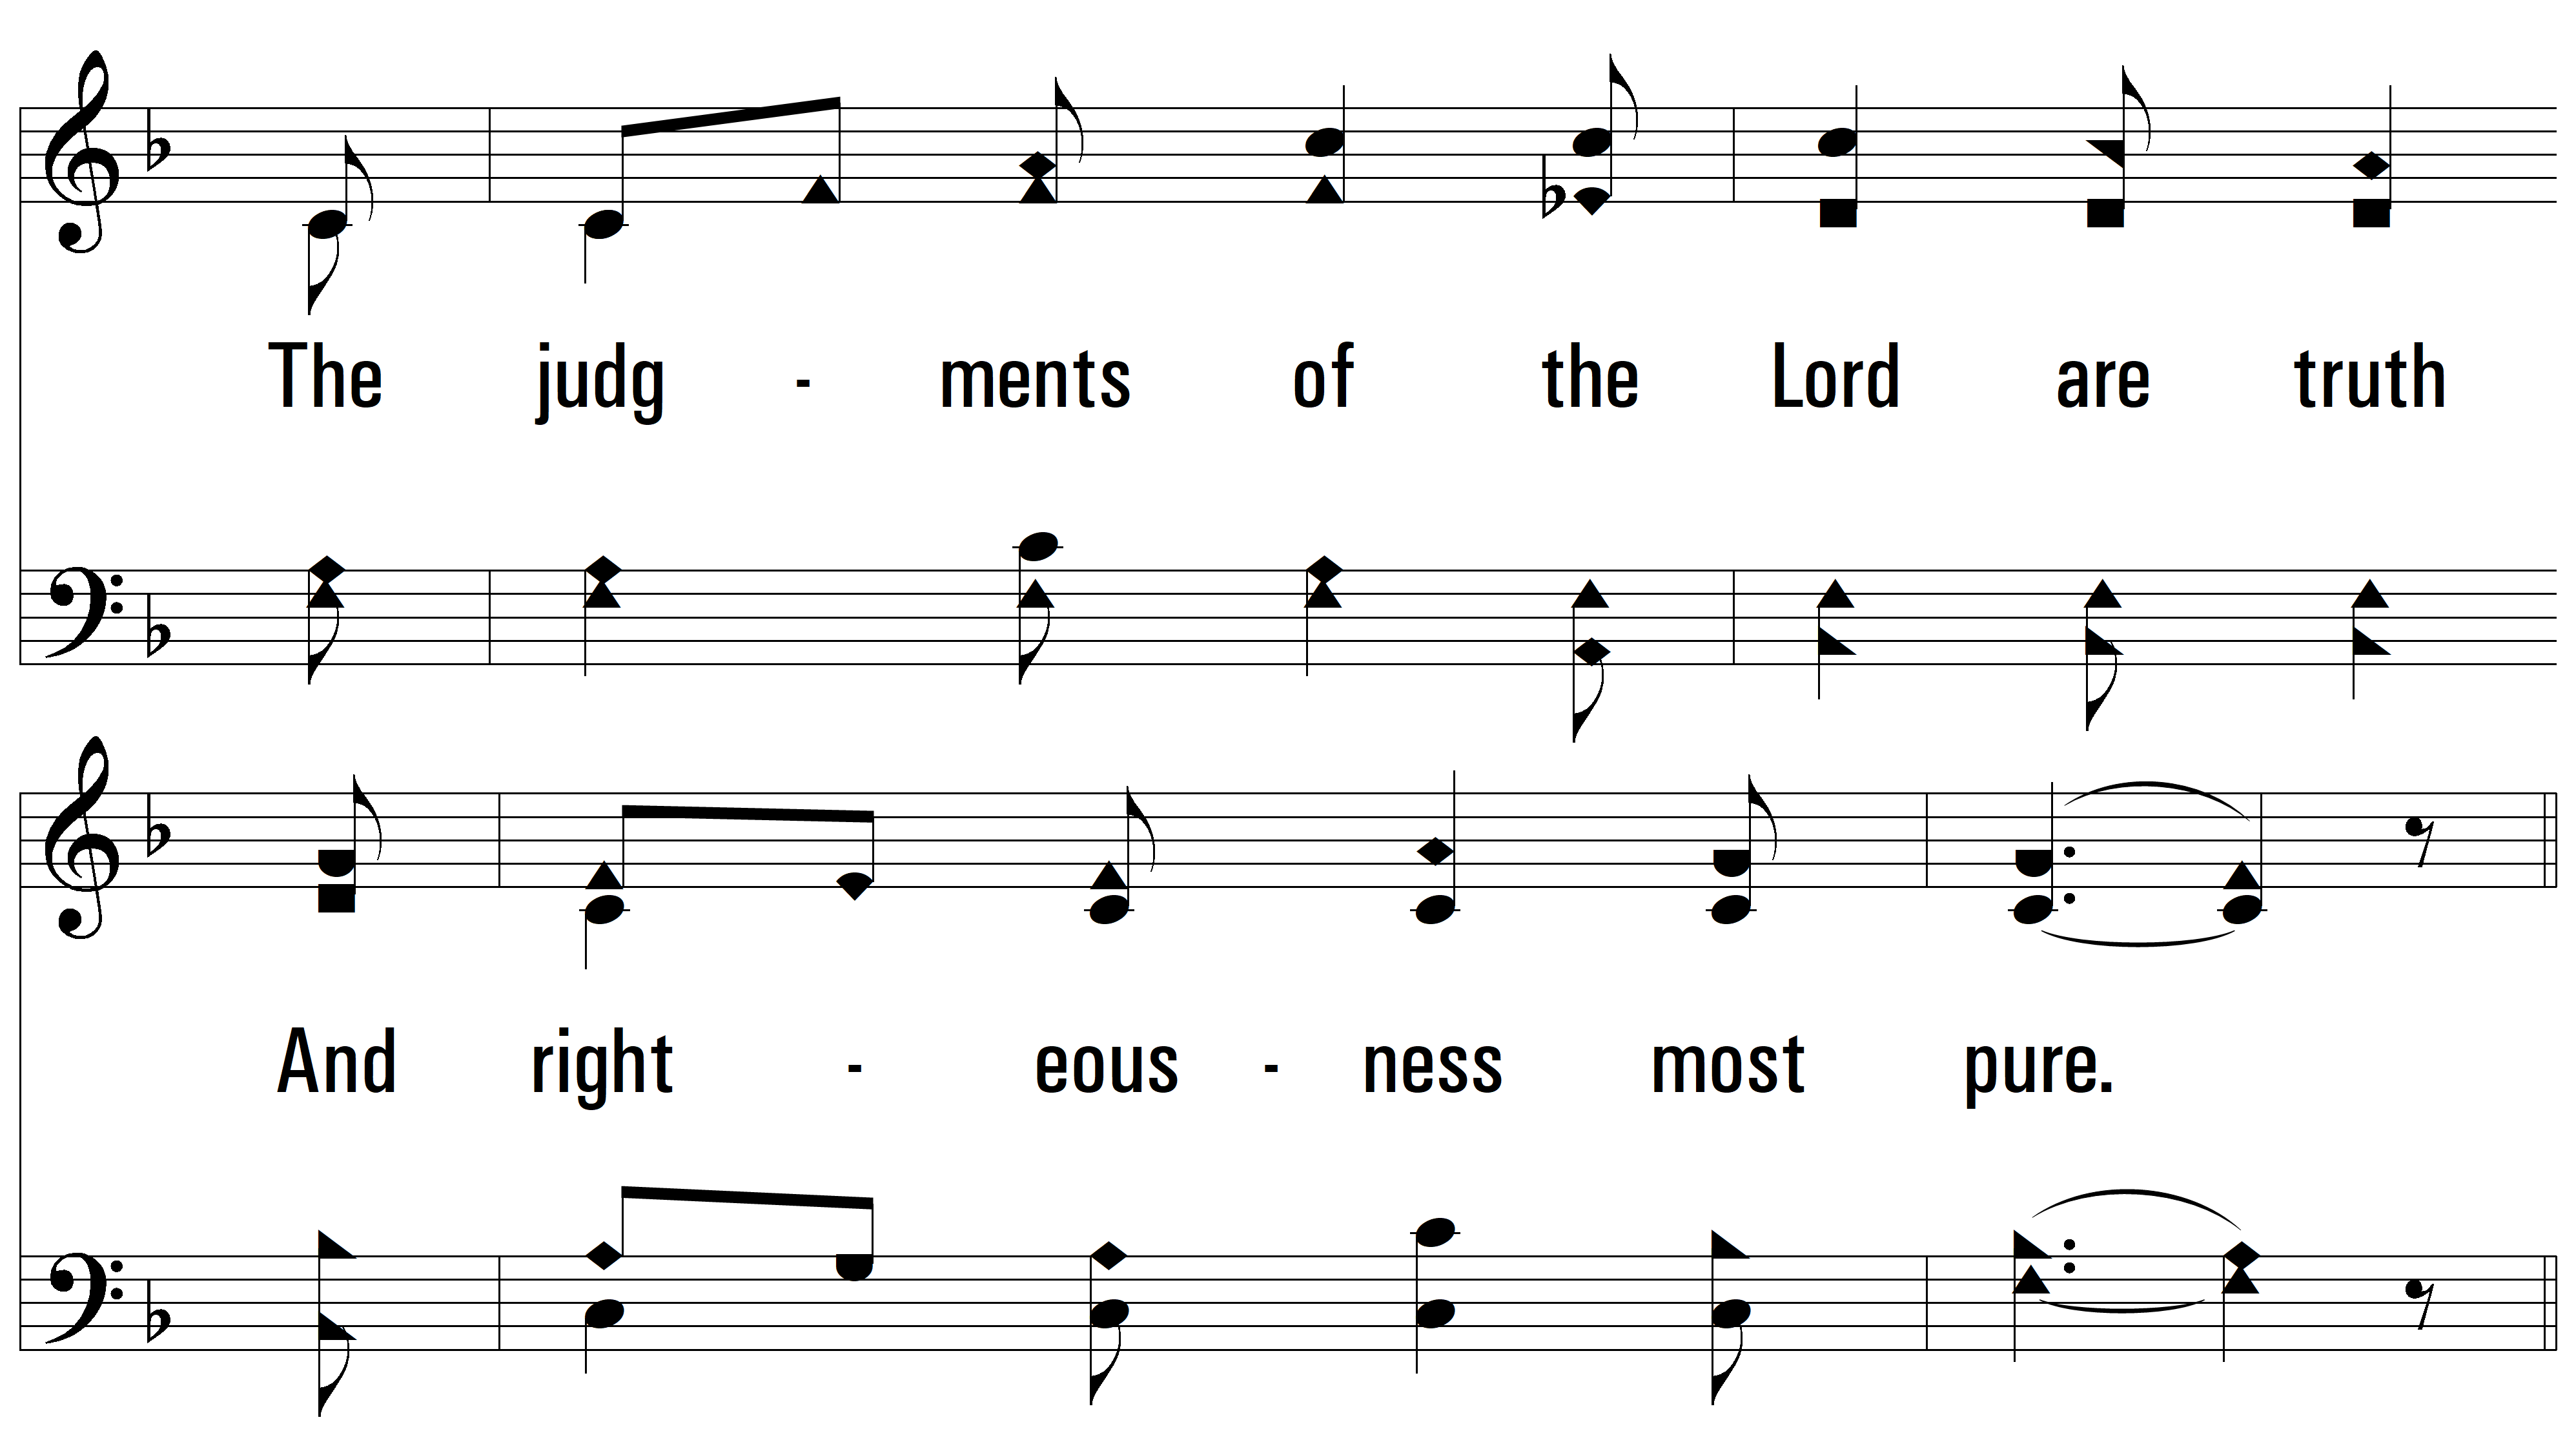 The judg - ments of the Lord are truth
And right - eous - ness most pure.